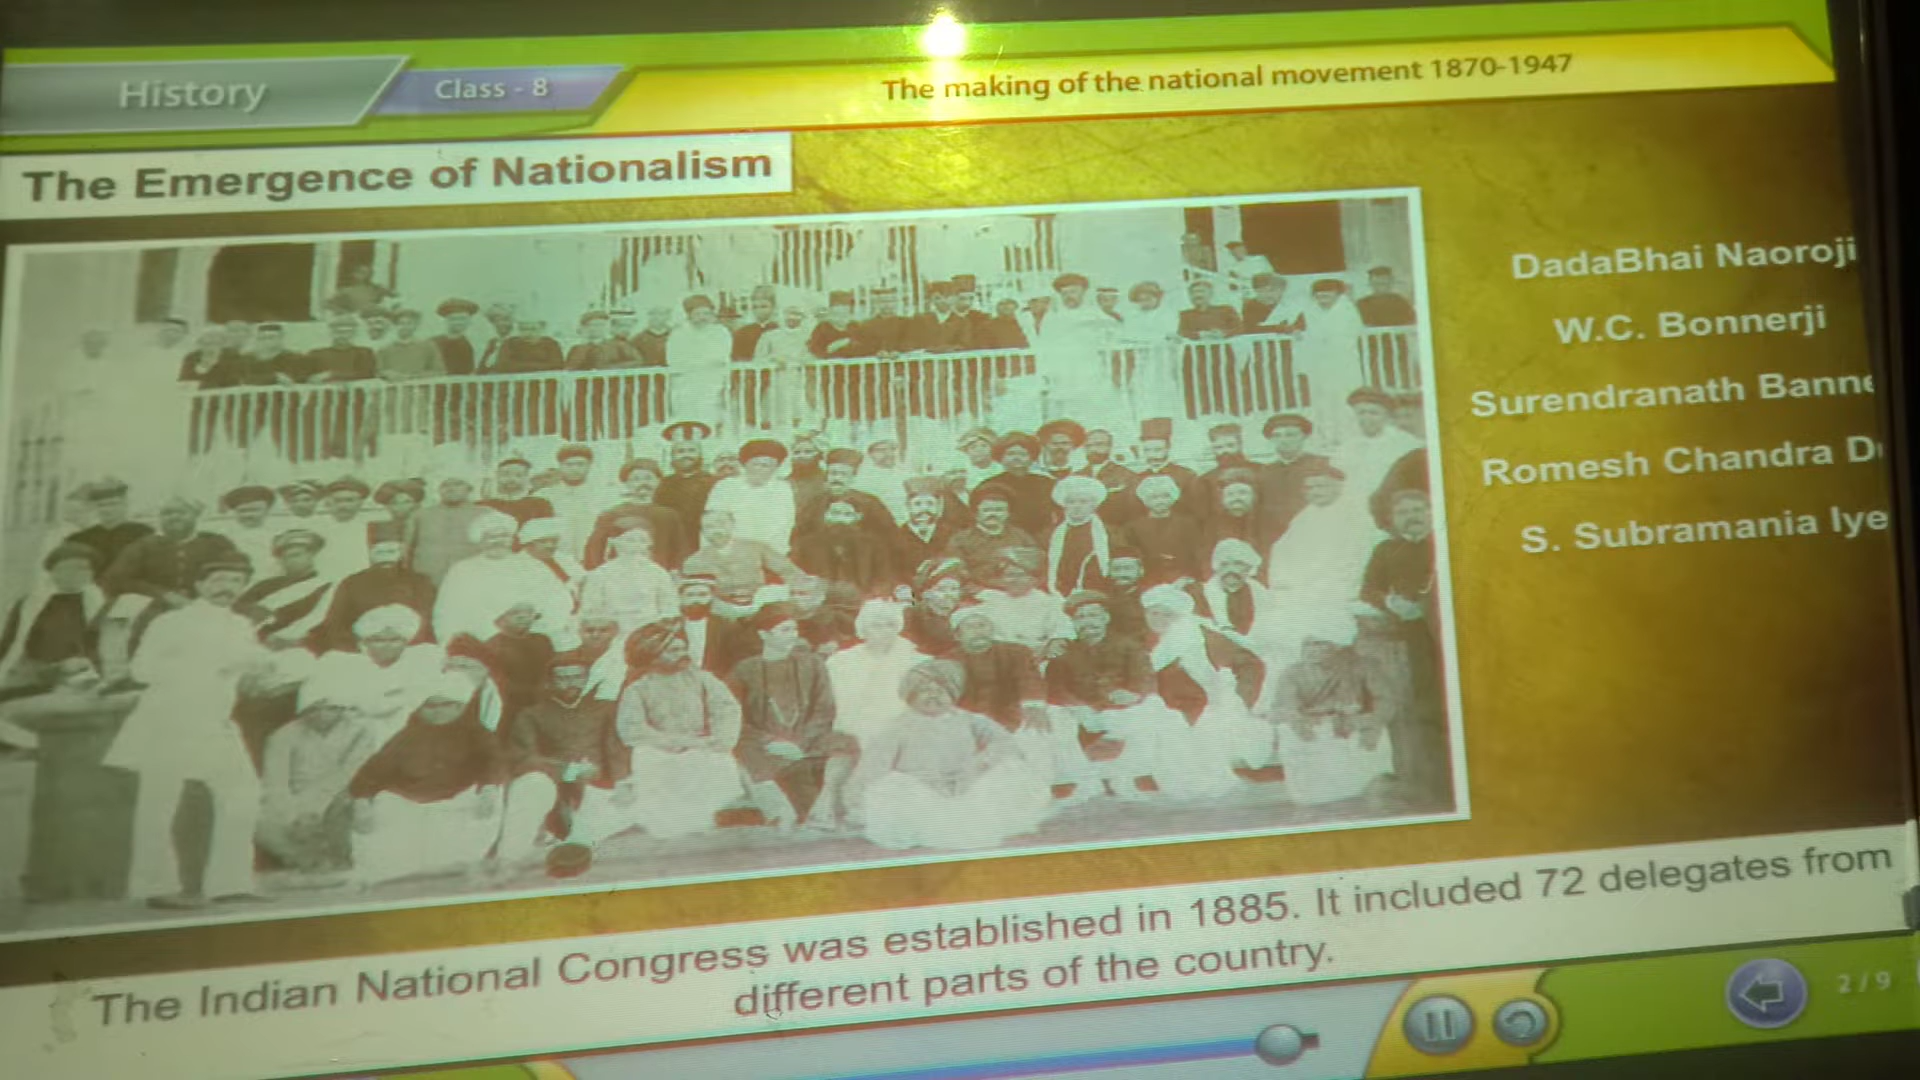 History
Class - 8
The making of the national movement 1870-1947
The Emergence of Nationalism
DadaBhai Naoroji
W.C. Bonnerji
Surendranath
Romesh Chandra
S. Subramania
The Indian National Congress was established in 1885. It included 72 delegates from
different parts of the country.
2/9